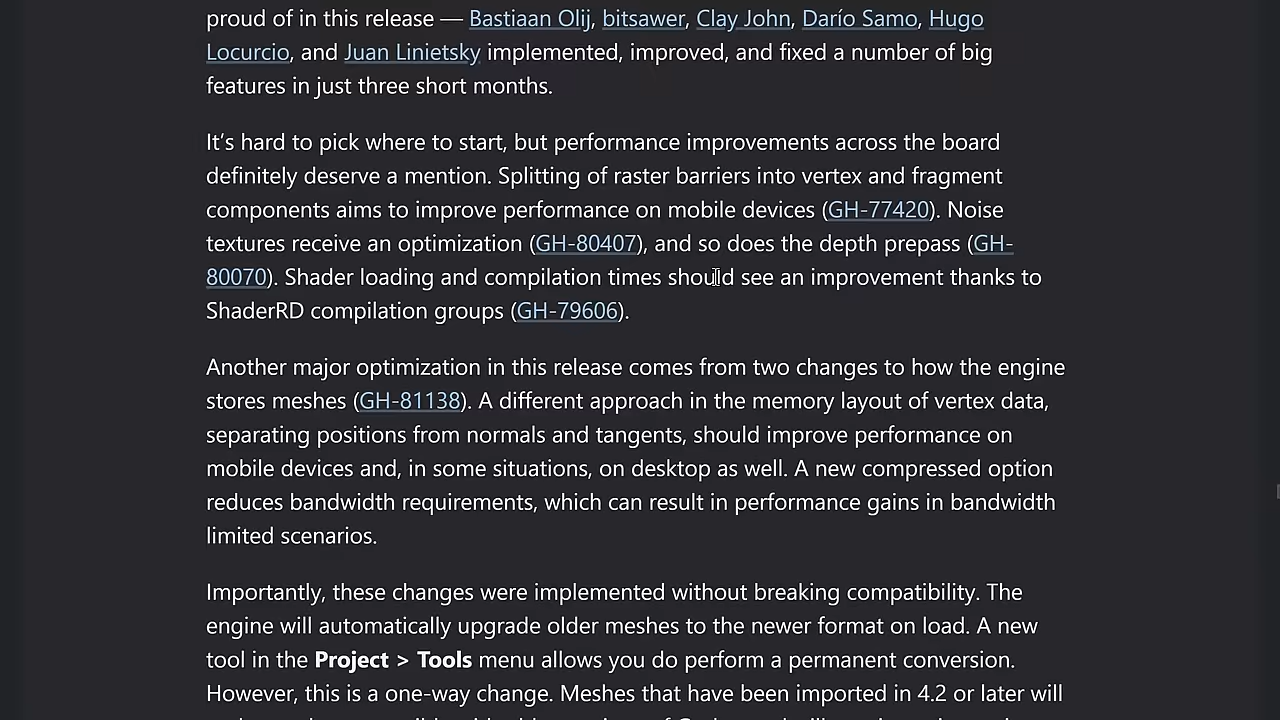 proud of in this release — Bastiaan Olij, bitsawer, Clay John, Darío Samo, Hugo
Locurcio, and Juan Linietsky implemented, improved, and fixed a number of big
features in just three short months.
It’s hard to pick where to start, but performance improvements across the board
definitely deserve a mention. Splitting of raster barriers into vertex and fragment
components aims to improve performance on mobile devices (GH-77420). Noise
textures receive an optimization (GH-80407), and so does the depth prepass (GH-
80070). Shader loading and compilation times should see an improvement thanks to
ShaderRD compilation groups (GH-79606).
Another major optimization in this release comes from two changes to how the engine
stores meshes (GH-81138). A different approach in the memory layout of vertex data,
separating positions from normals and tangents, should improve performance on
mobile devices and, in some situations, on desktop as well. A new compressed option
reduces bandwidth requirements, which can result in performance gains in bandwidth
limited scenarios.
Importantly, these changes were implemented without breaking compatibility. The
engine will automatically upgrade older meshes to the newer format on load. A new
tool in the Project > Tools menu allows you do perform a permanent conversion.
However, this is a one-way change. Meshes that have been imported in 4.2 or later will